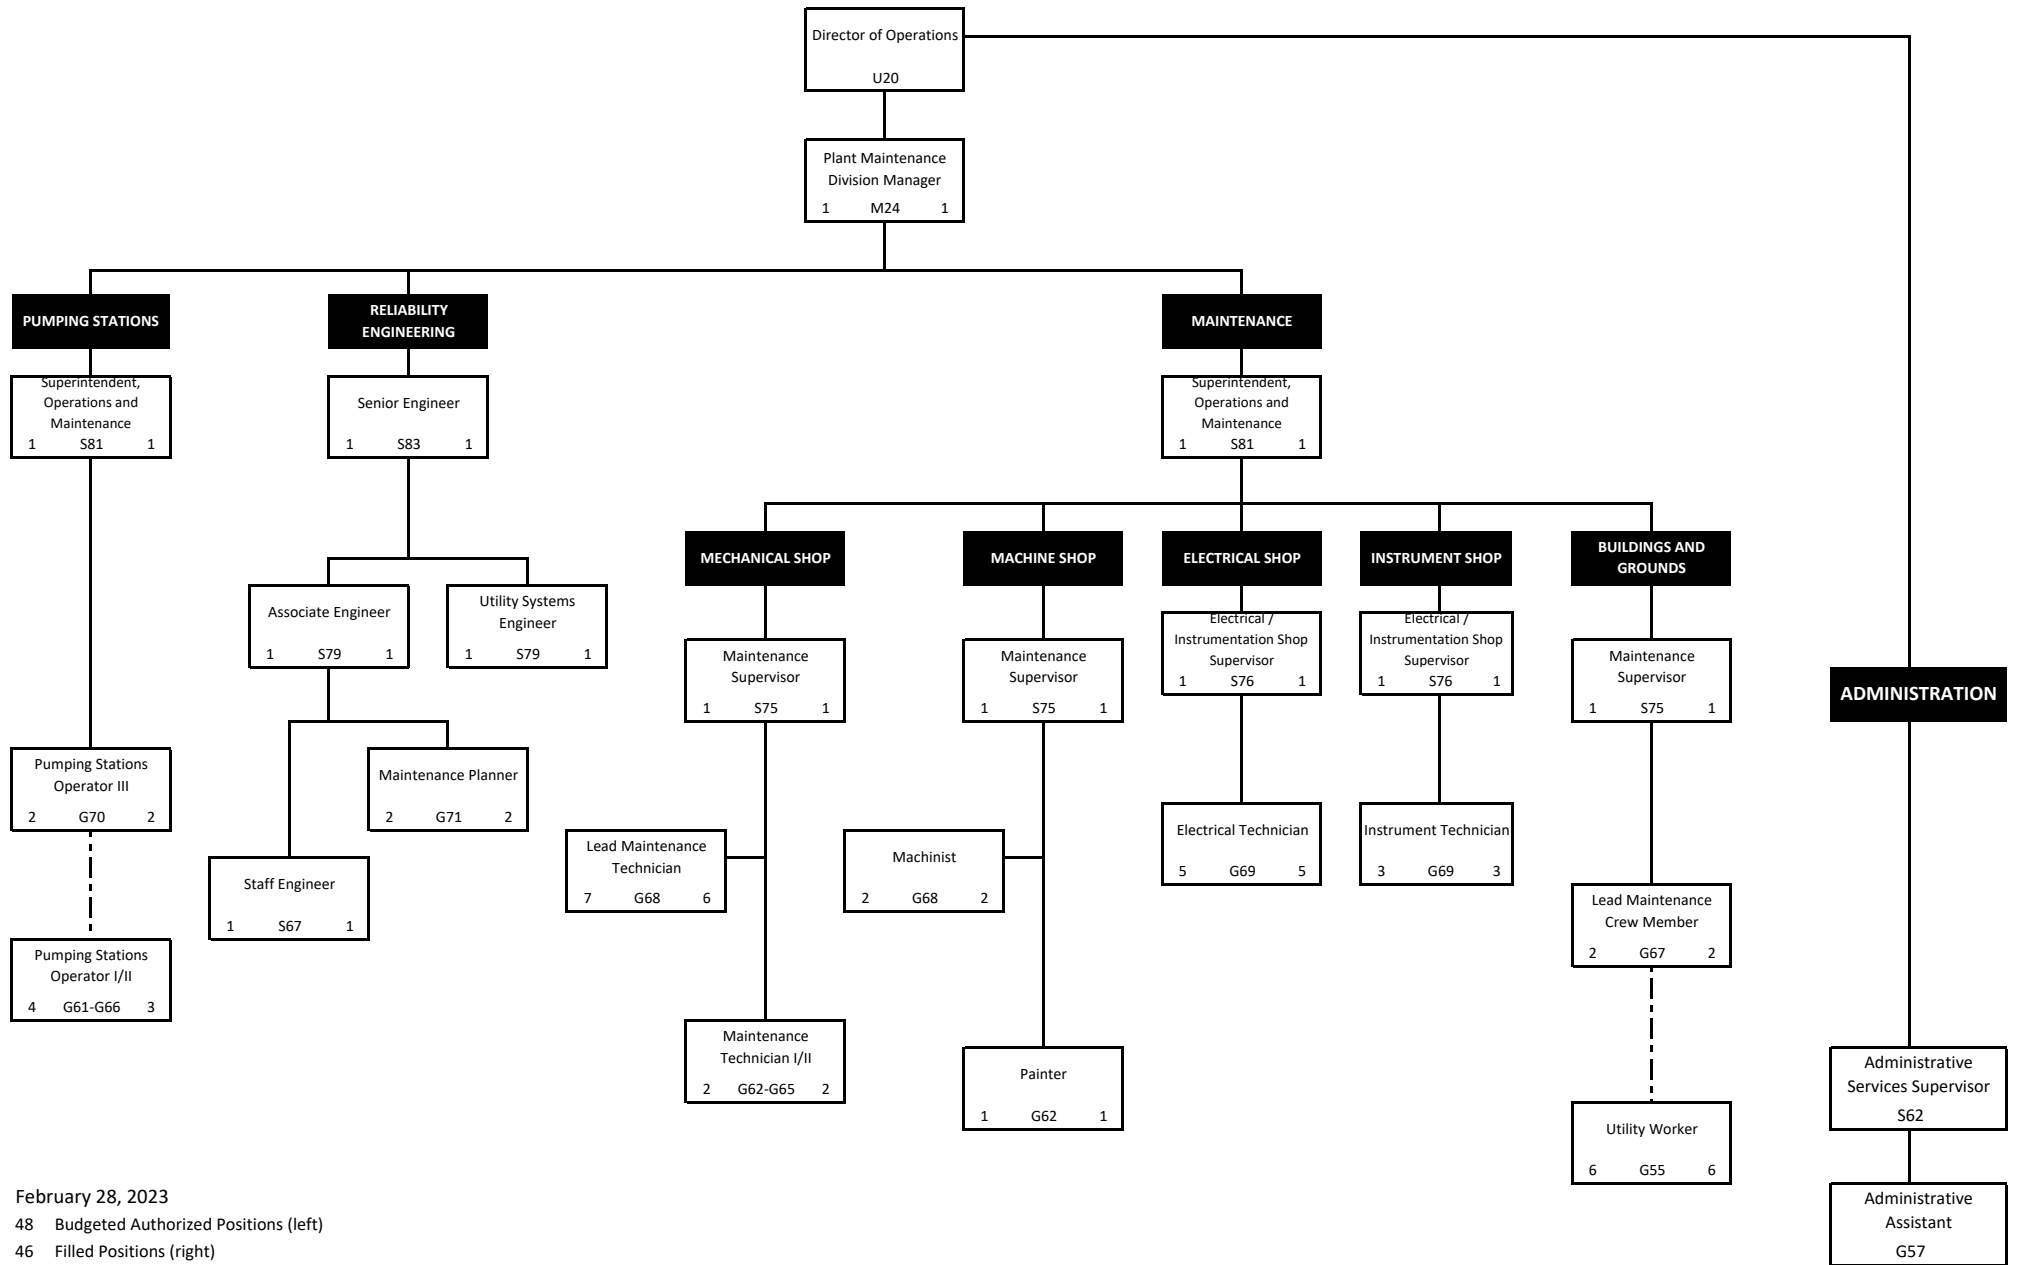 Director of Operations
U20
Plant Maintenance
Division Manager
1 M24 1
PUMPING STATIONS
RELIABILITY
ENGINEERING
MAINTENANCE
Superintendent,
Operations and
Maintenance
1 S81 1
Senior Engineer
1 S83 1
Superintendent,
Operations and
Maintenance
1 S81 1
MECHANICAL SHOP
MACHINE SHOP
ELECTRICAL SHOP
INSTRUMENT SHOP
BUILDINGS AND
GROUNDS
Associate Engineer
1 S79 1
Utility Systems
Engineer
1 S79 1
Maintenance
Supervisor
1 S75 1
Maintenance
Supervisor
1 S75 1
Electrical /
Instrumentation Shop
Supervisor
1 S76 1
Electrical /
Instrumentation Shop
Supervisor
1 S76 1
Maintenance
Supervisor
1 S75 1
ADMINISTRATION
Pumping Stations
Operator III
2 G70 2
Maintenance Planner
2 G71 2
Lead Maintenance
Technician
7 G68 6
Machinist
2 G68 2
Electrical Technician
5 G69 5
Instrument Technician
3 G69 3
Staff Engineer
1 S67 1
Lead Maintenance
Crew Member
2 G67 2
Pumping Stations
Operator I/II
4 G61-G66 3
Maintenance
Technician I/II
2 G62-G65 2
Painter
1 G62 1
Administrative
Services Supervisor
S62
Utility Worker
6 G55 6
Administrative
Assistant
G57
February 28, 2023
48 Budgeted Authorized Positions (left)
46 Filled Positions (right)